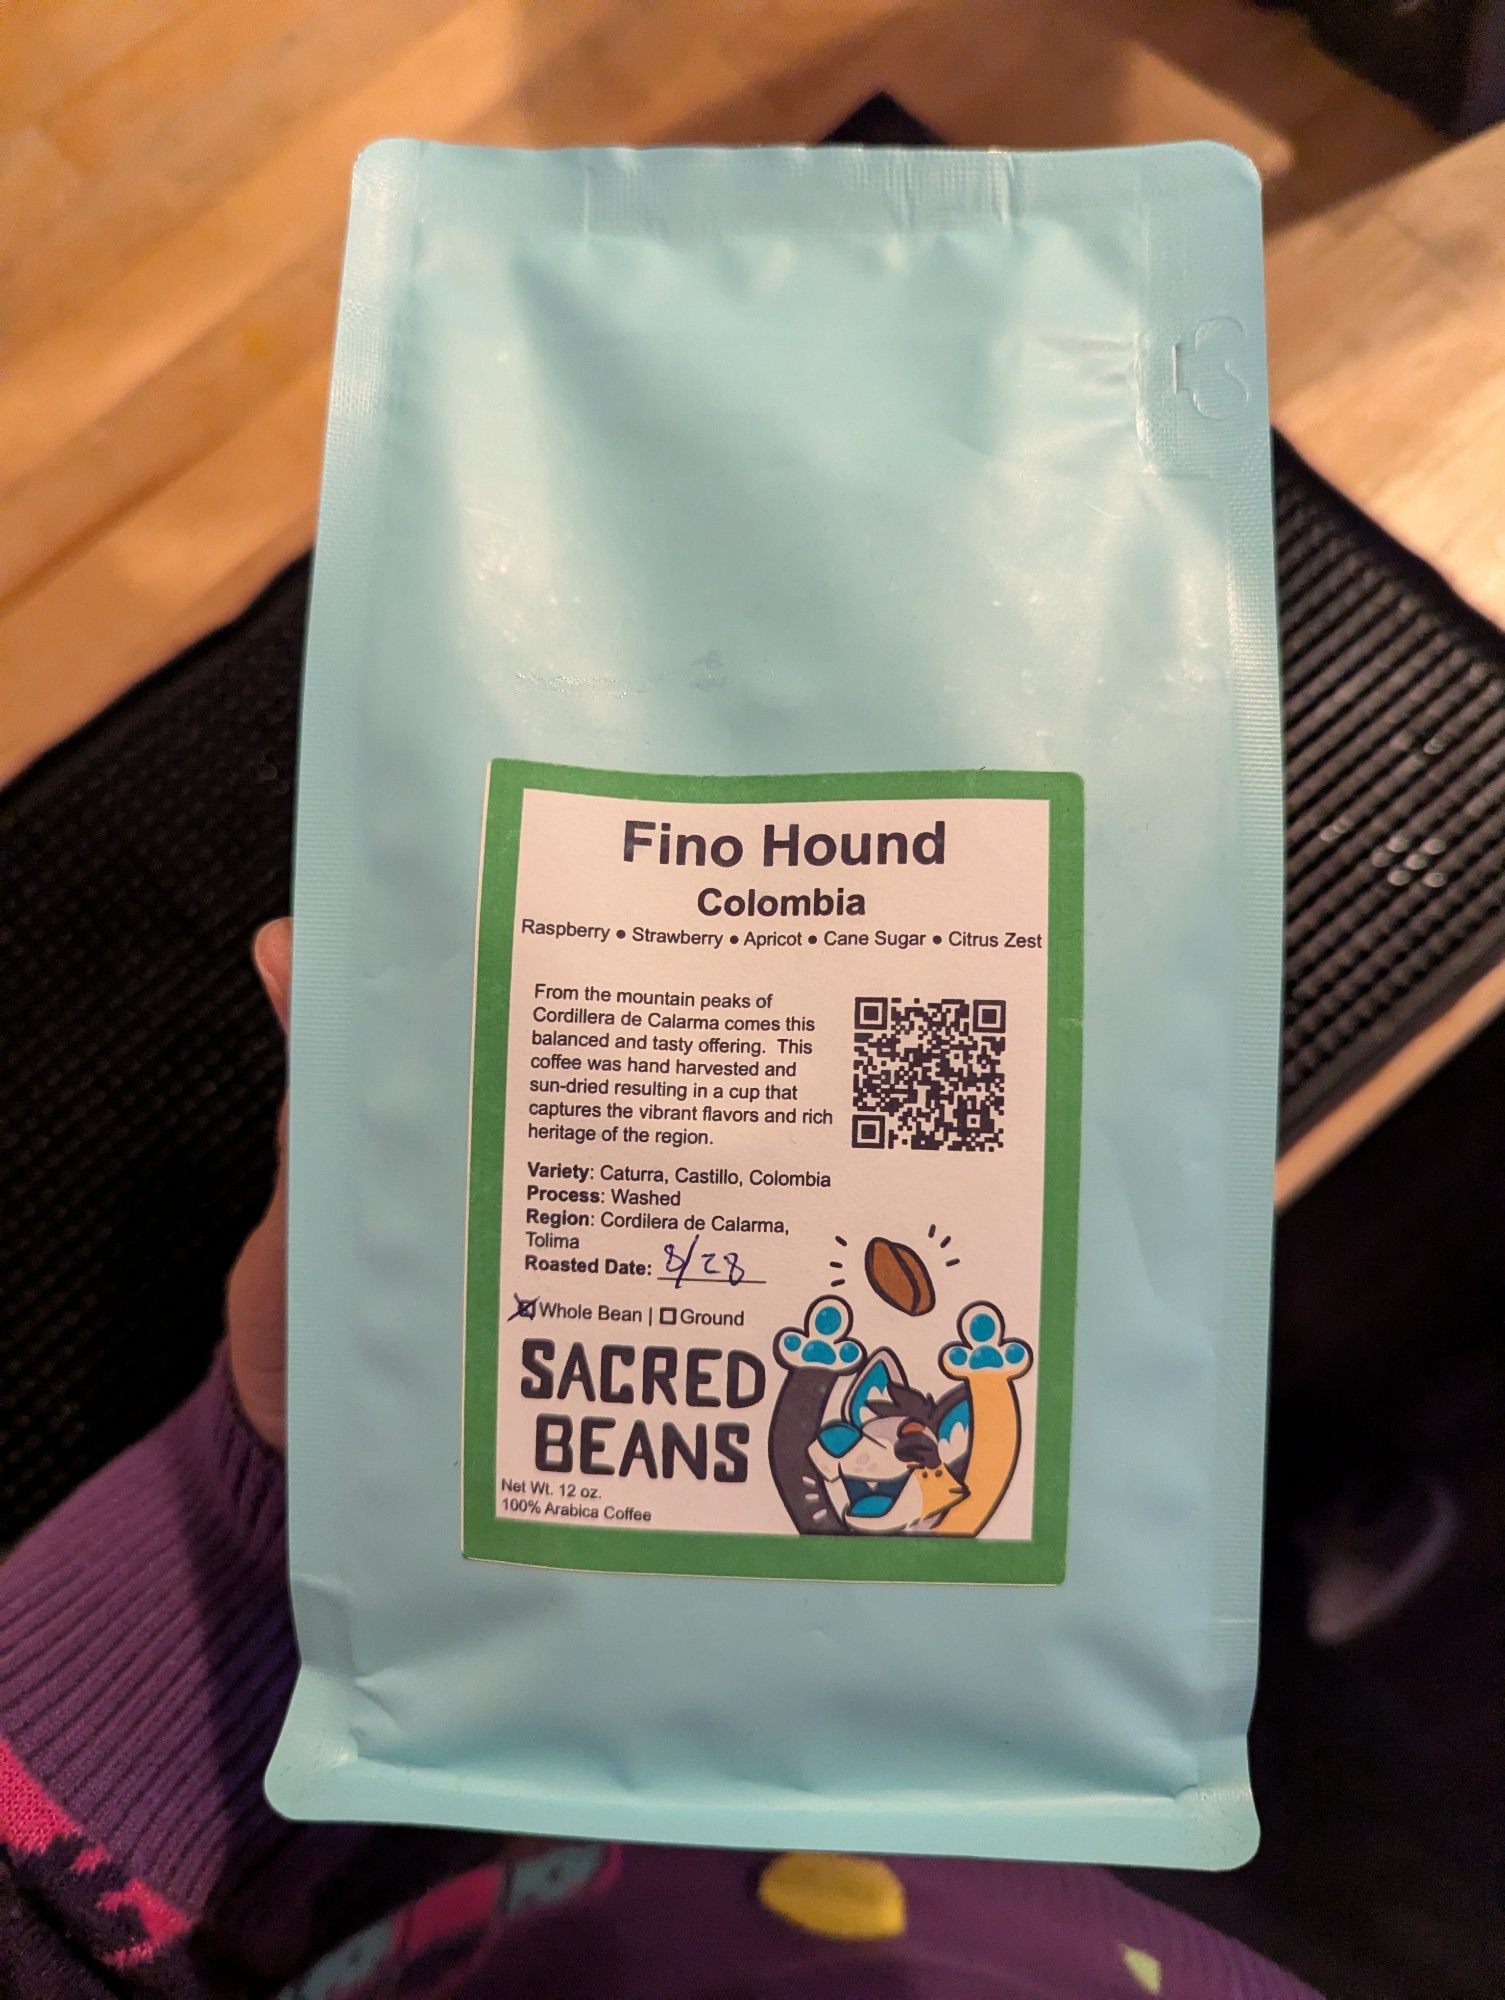 Fino Hound
Colombia
Raspberry ● Strawberry ● Apricot ● Cane Sugar ● Citrus Zest
From the mountain peaks of
Cordillera de Calarma comes this
balanced and tasty offering.  This
coffee was hand harvested and
sun-dried resulting in a cup that
captures the vibrant flavors and rich
heritage of the region.
Variety: Caturra, Castillo, Colombia
Process: Washed
Region: Cordilera de Calarma,
Tolima
Roasted Date: 8/28
☒ Whole Bean | ☐ Ground
SACRED
BEANS
Net Wt. 12 oz.
100% Arabica Coffee